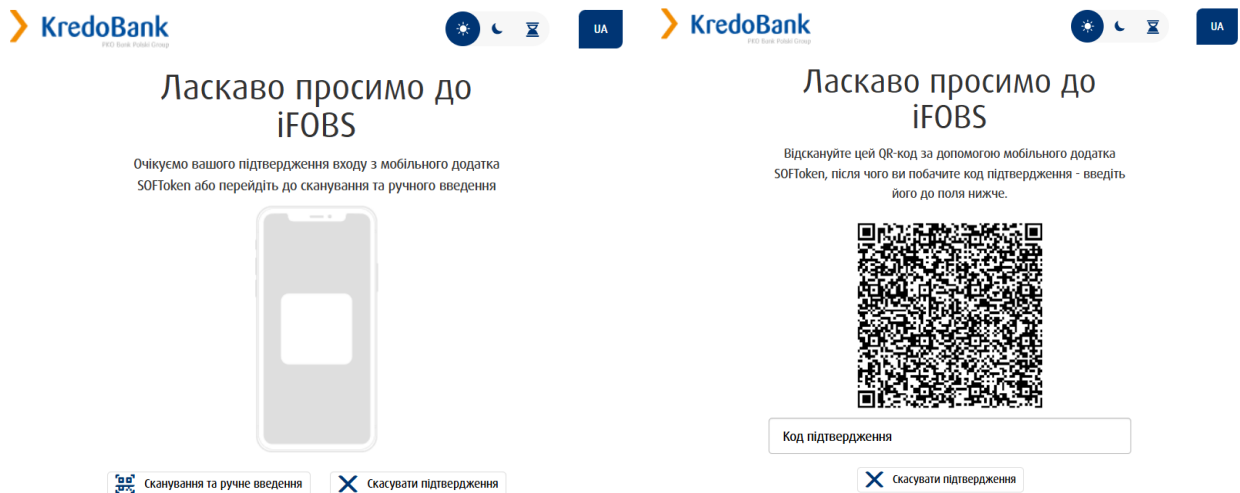 KredoBank
PKO Bank Polski Group
UA
Ласкаво просимо до
iFOBS
Очікуємо вашого підтвердження входу з мобільного додатка
SOFToken або перейдіть до сканування та ручного введення
Сканування та ручне введення
Скасувати підтвердження
KredoBank
PKO Bank Polski Group
UA
Ласкаво просимо до
iFOBS
Відскануйте цей QR-код за допомогою мобільного додатка
SOFToken, після чого ви побачите код підтвердження - введіть
його до поля нижче.
Код підтвердження
Скасувати підтвердження